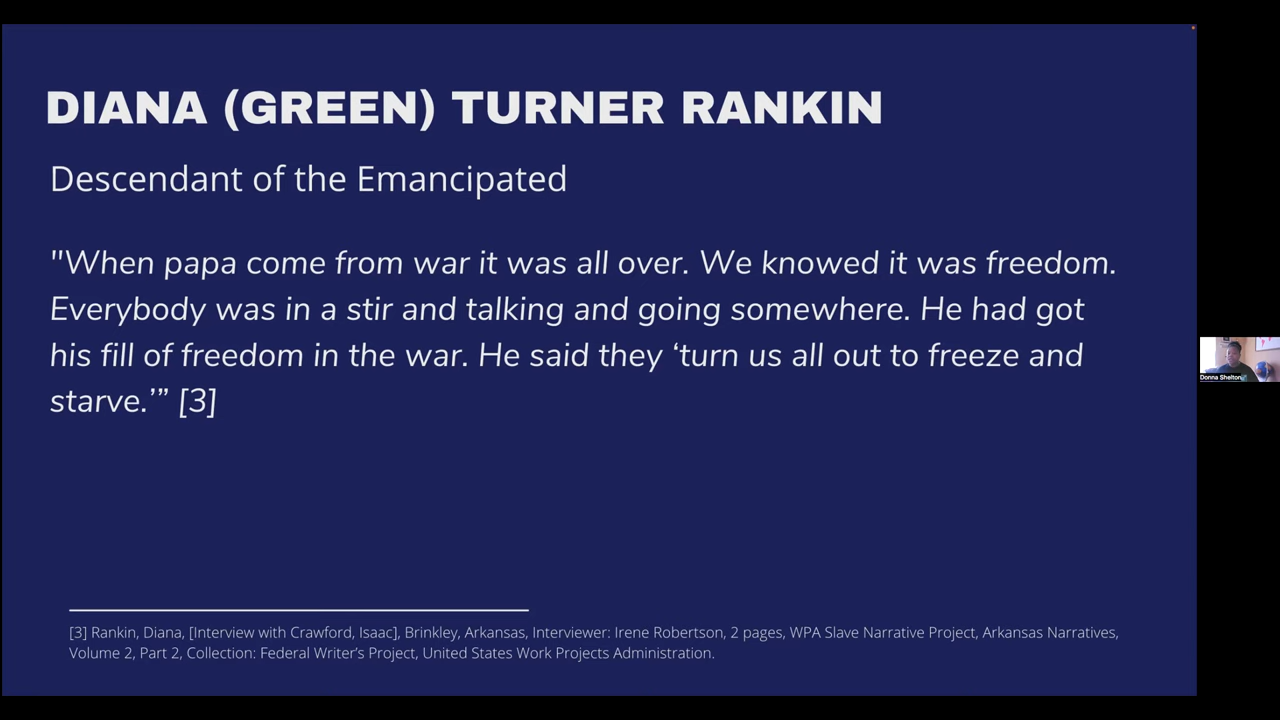 DIANA (GREEN) TURNER RANKIN
Descendant of the Emancipated
"When papa come from war it was all over. We knowed it was freedom.
Everybody was in a stir and talking and going somewhere. He had got
his fill of freedom in the war. He said they ‘turn us all out to freeze and
starve.’” [3]
Donna Shelton
[3] Rankin, Diana, [Interview with Crawford, Isaac], Brinkley, Arkansas, Interviewer: Irene Robertson, 2 pages, WPA Slave Narrative Project, Arkansas Narratives,
Volume 2, Part 2, Collection: Federal Writer’s Project, United States Work Projects Administration.